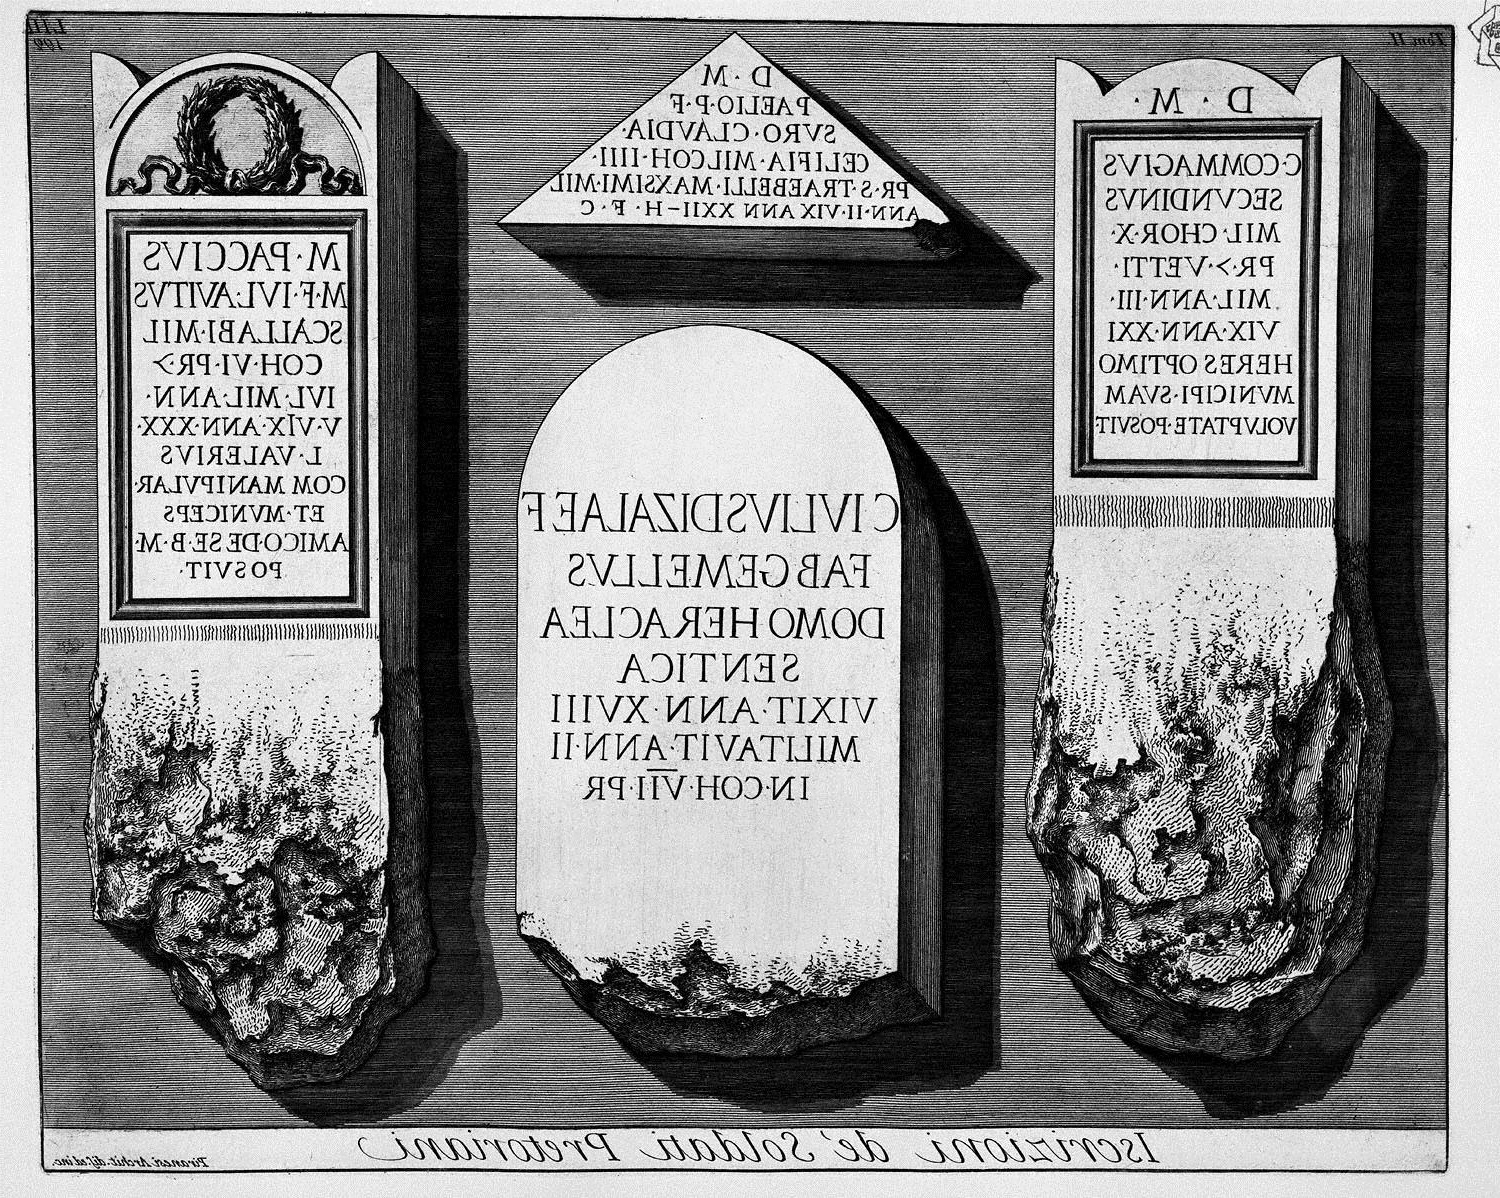 Tom. II.
D · M ·
C·COMMAGIVS
SECVNDINVS
MIL·CHOR·X·
PR·>·VETTI·
MIL·ANN·III·
VIX·ANN·XXI
HERES OPTIMO
MVNICIPI·SVAM
VOLVPTATE·POSVIT·
D · M
PAELIO·P·F
SVRO·CLAVDIA·
CELIFIA·MIL·COH·IIII·
PR·S·TRAEBELLI·MAXSIMI·MIL
ANN·II·VIX ANN XXII-H·F·C
C IVLIVS DIZALAE F
FAB GEMELLVS
DOMO HERACLEA
SENTICA
VIXIT·ANN·XVIII
MILITAVIT·ANN·II
IN·COH·VII·PR
M·PACCIVS
M·F·IVL·AVITVS
SCALLABI·MIL
COH·VI·PR·>
IVL·MIL·ANN·
V·VIX·ANN·XXX·
L·VALERIVS
COM MANIPVLAR·
ET·MVNICEPS
AMICO DE SE·B·M·
POSVIT·
Iscrizioni de' Soldati Pretoriani
Piranesi Archit. dis. ed inc.